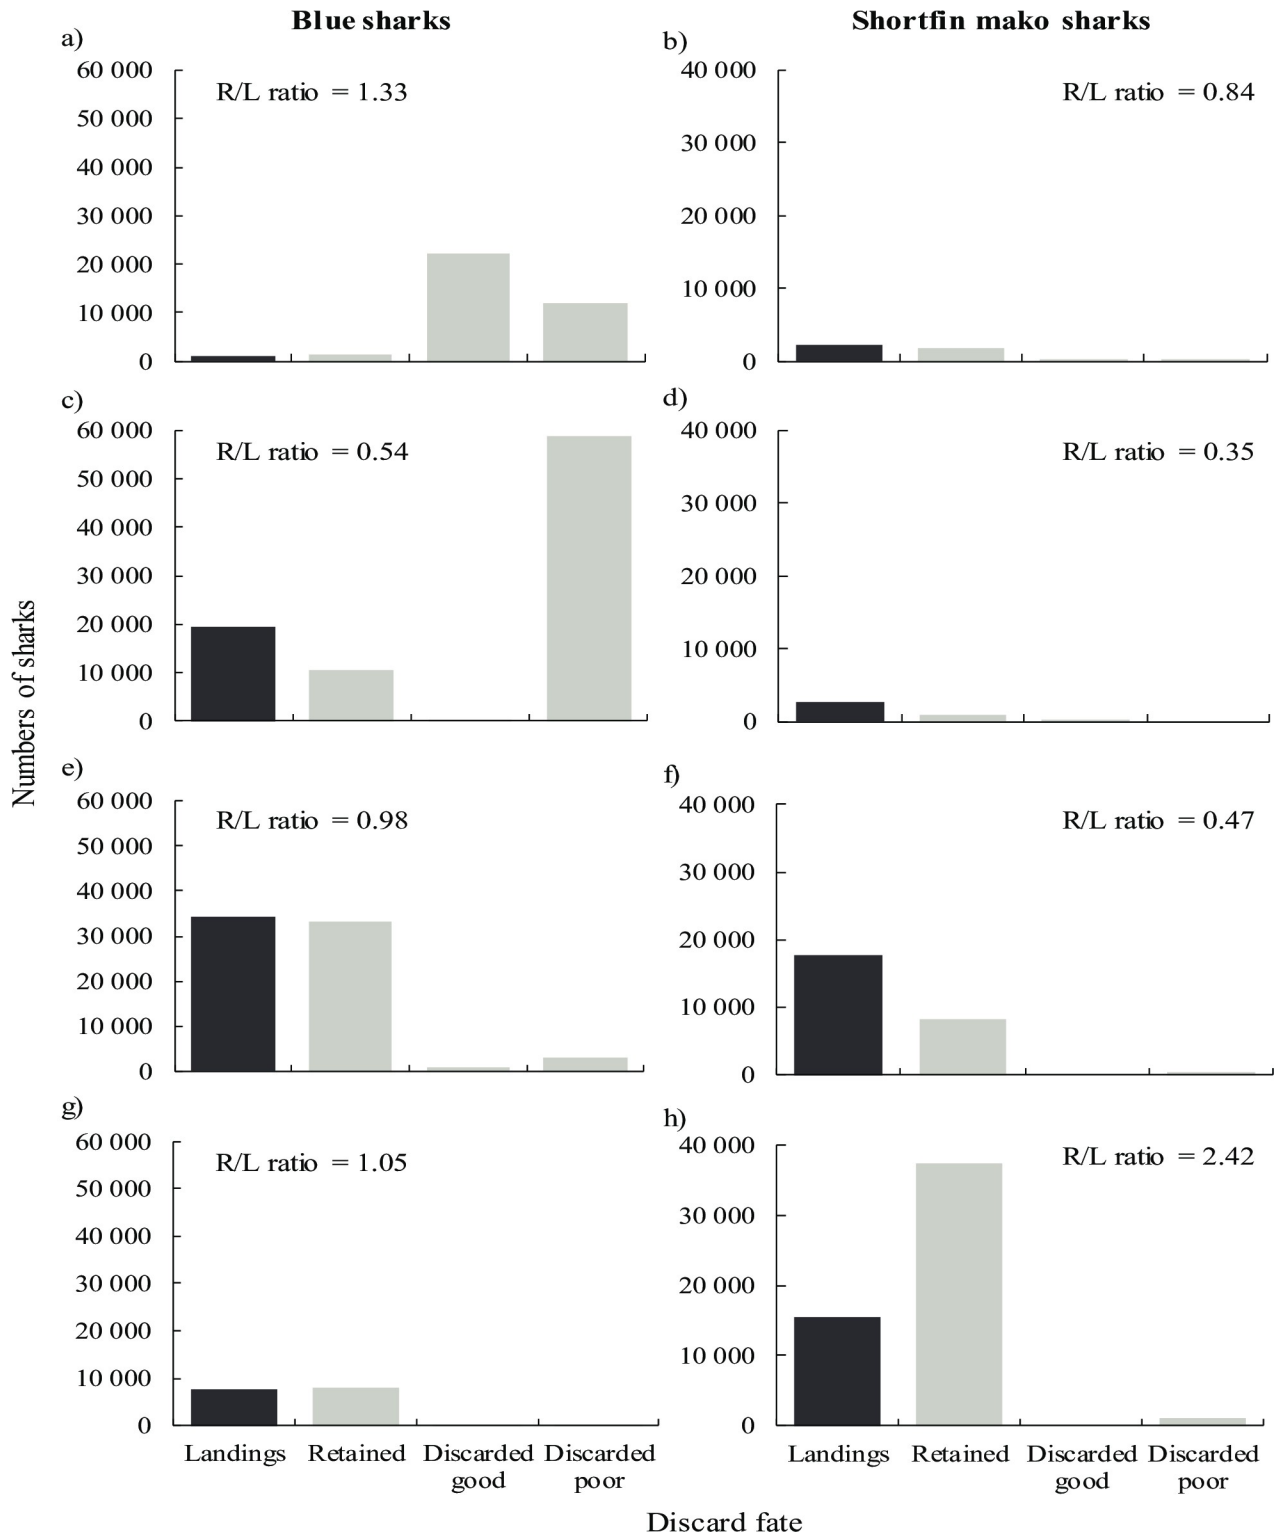 Blue sharks
Shortfin mako sharks
a)
60 000
50 000
40 000
30 000
20 000
10 000
0
R/L ratio = 1.33
b)
40 000
30 000
20 000
10 000
0
R/L ratio = 0.84
c)
60 000
50 000
40 000
30 000
20 000
10 000
0
R/L ratio = 0.54
d)
40 000
30 000
20 000
10 000
0
R/L ratio = 0.35
Numbers of sharks
e)
60 000
50 000
40 000
30 000
20 000
10 000
0
R/L ratio = 0.98
f)
40 000
30 000
20 000
10 000
0
R/L ratio = 0.47
g)
60 000
50 000
40 000
30 000
20 000
10 000
0
R/L ratio = 1.05
Landings
Retained
Discarded
good
Discarded
poor
h)
40 000
30 000
20 000
10 000
0
R/L ratio = 2.42
Landings
Retained
Discarded
good
Discarded
poor
Discard fate